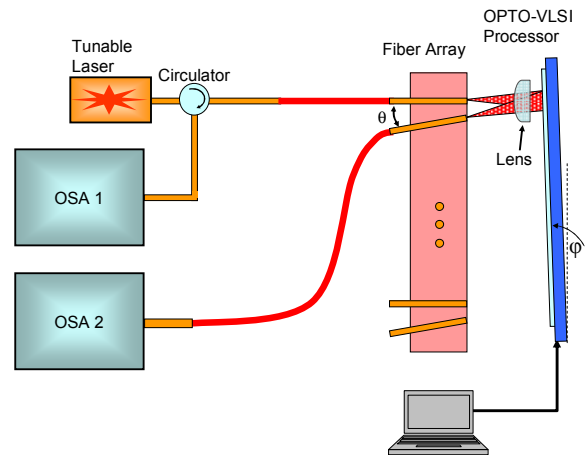 OPTO-VLSI
Processor
Tunable
Laser
Circulator
Fiber Array
θ
Lens
OSA 1
φ
OSA 2